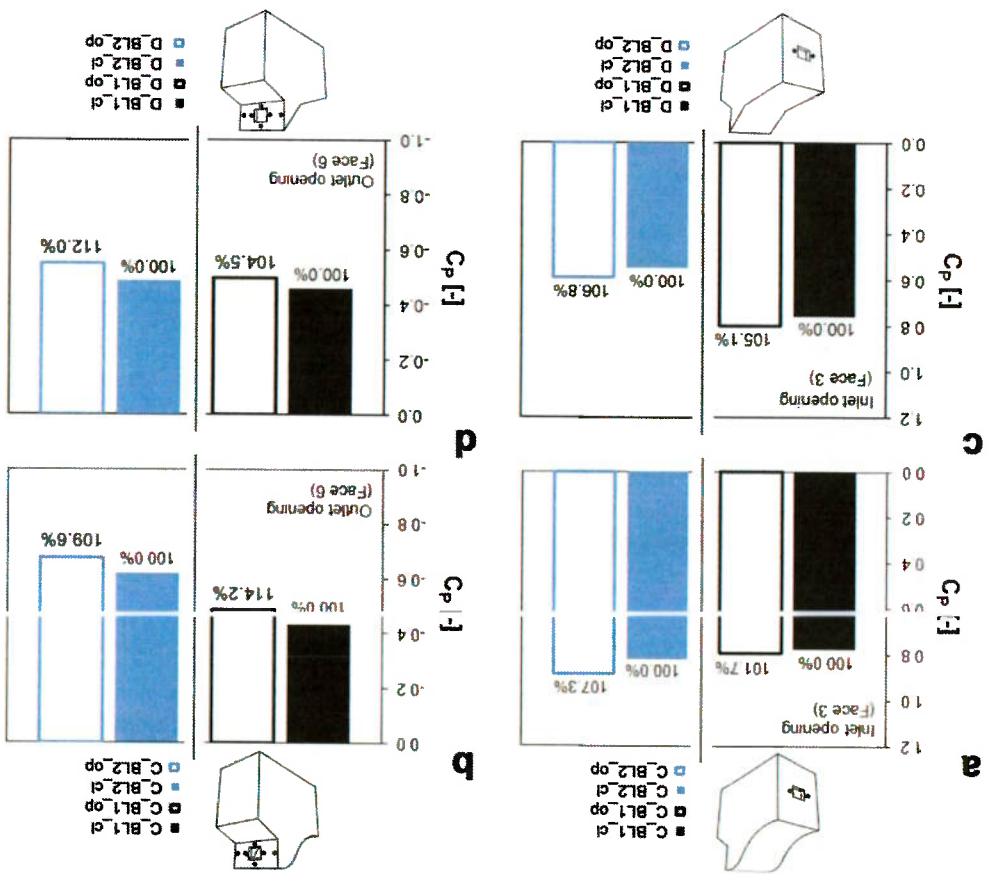 a
C_BL1_cl
C_BL1_op
C_BL2_cl
C_BL2_op
1.2
1.0
0.8
0.4
0.2
0.0
CP [-]
Inlet opening
(Face 3)
100.0%
101.7%
100.0%
107.3%
b
C_BL1_cl
C_BL1_op
C_BL2_cl
C_BL2_op
0.0
-0.2
-0.4
-0.6
-0.8
-1.0
CP [-]
100.0%
114.2%
100.0%
109.6%
Outlet opening
(Face 6)
c
1.2
1.0
0.8
0.6
0.4
0.2
0.0
CP [-]
Inlet opening
(Face 3)
100.0%
105.1%
100.0%
106.8%
D_BL1_cl
D_BL1_op
D_BL2_cl
D_BL2_op
d
0.0
-0.2
-0.4
-0.6
-0.8
-1.0
CP [-]
100.0%
104.5%
100.0%
112.0%
Outlet opening
(Face 6)
D_BL1_cl
D_BL1_op
D_BL2_cl
D_BL2_op